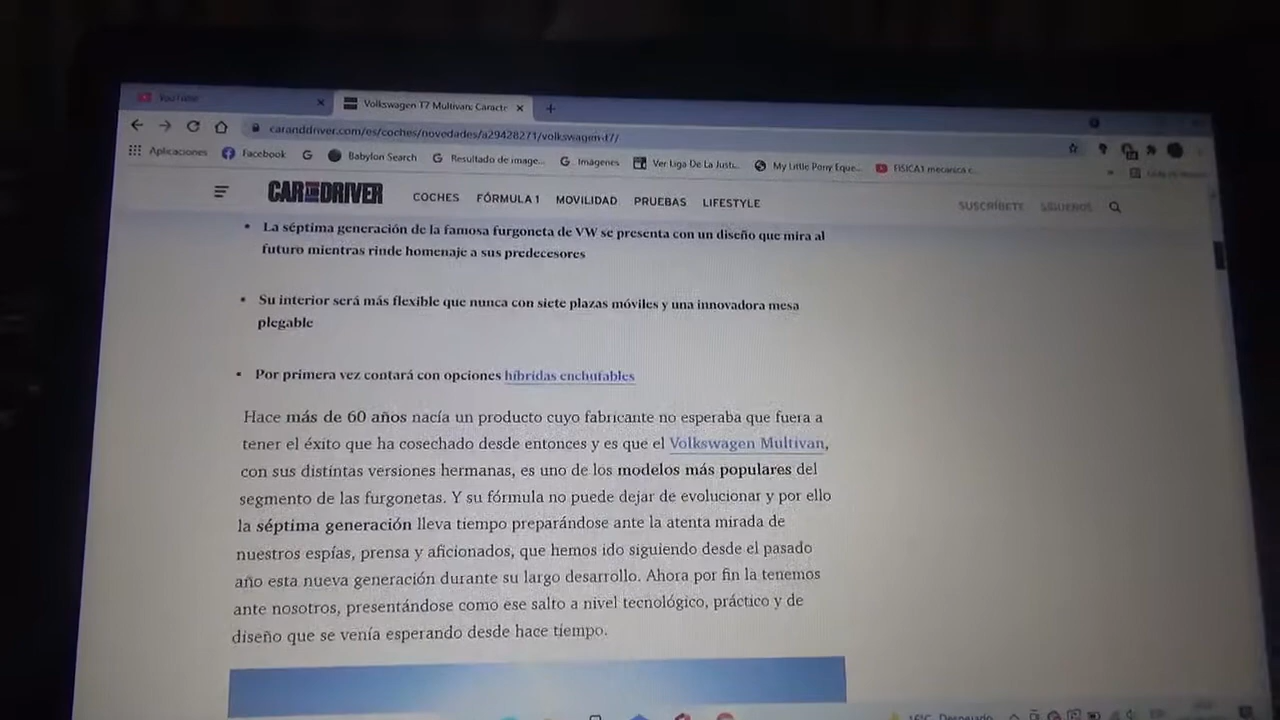 YouTube
Volkswagen T7 Multivan: Caracte
caranddriver.com/es/coches/novedades/a29428271/volkswagen-t7/
Aplicaciones Facebook Babylon Search Resultado de image... Imágenes Ver Liga De La Justi... My Little Pony Eque... FISICA1 mecanica c...
CAR AND DRIVER COCHES FÓRMULA 1 MOVILIDAD PRUEBAS LIFESTYLE SUSCRÍBETE SÍGUENOS
La séptima generación de la famosa furgoneta de VW se presenta con un diseño que mira al
futuro mientras rinde homenaje a sus predecesores
Su interior será más flexible que nunca con siete plazas móviles y una innovadora mesa
plegable
Por primera vez contará con opciones híbridas enchufables
Hace más de 60 años nacía un producto cuyo fabricante no esperaba que fuera a
tener el éxito que ha cosechado desde entonces y es que el Volkswagen Multivan,
con sus distintas versiones hermanas, es uno de los modelos más populares del
segmento de las furgonetas. Y su fórmula no puede dejar de evolucionar y por ello
la séptima generación lleva tiempo preparándose ante la atenta mirada de
nuestros espías, prensa y aficionados, que hemos ido siguiendo desde el pasado
año esta nueva generación durante su largo desarrollo. Ahora por fin la tenemos
ante nosotros, presentándose como ese salto a nivel tecnológico, práctico y de
diseño que se venía esperando desde hace tiempo.
16°C Despejado